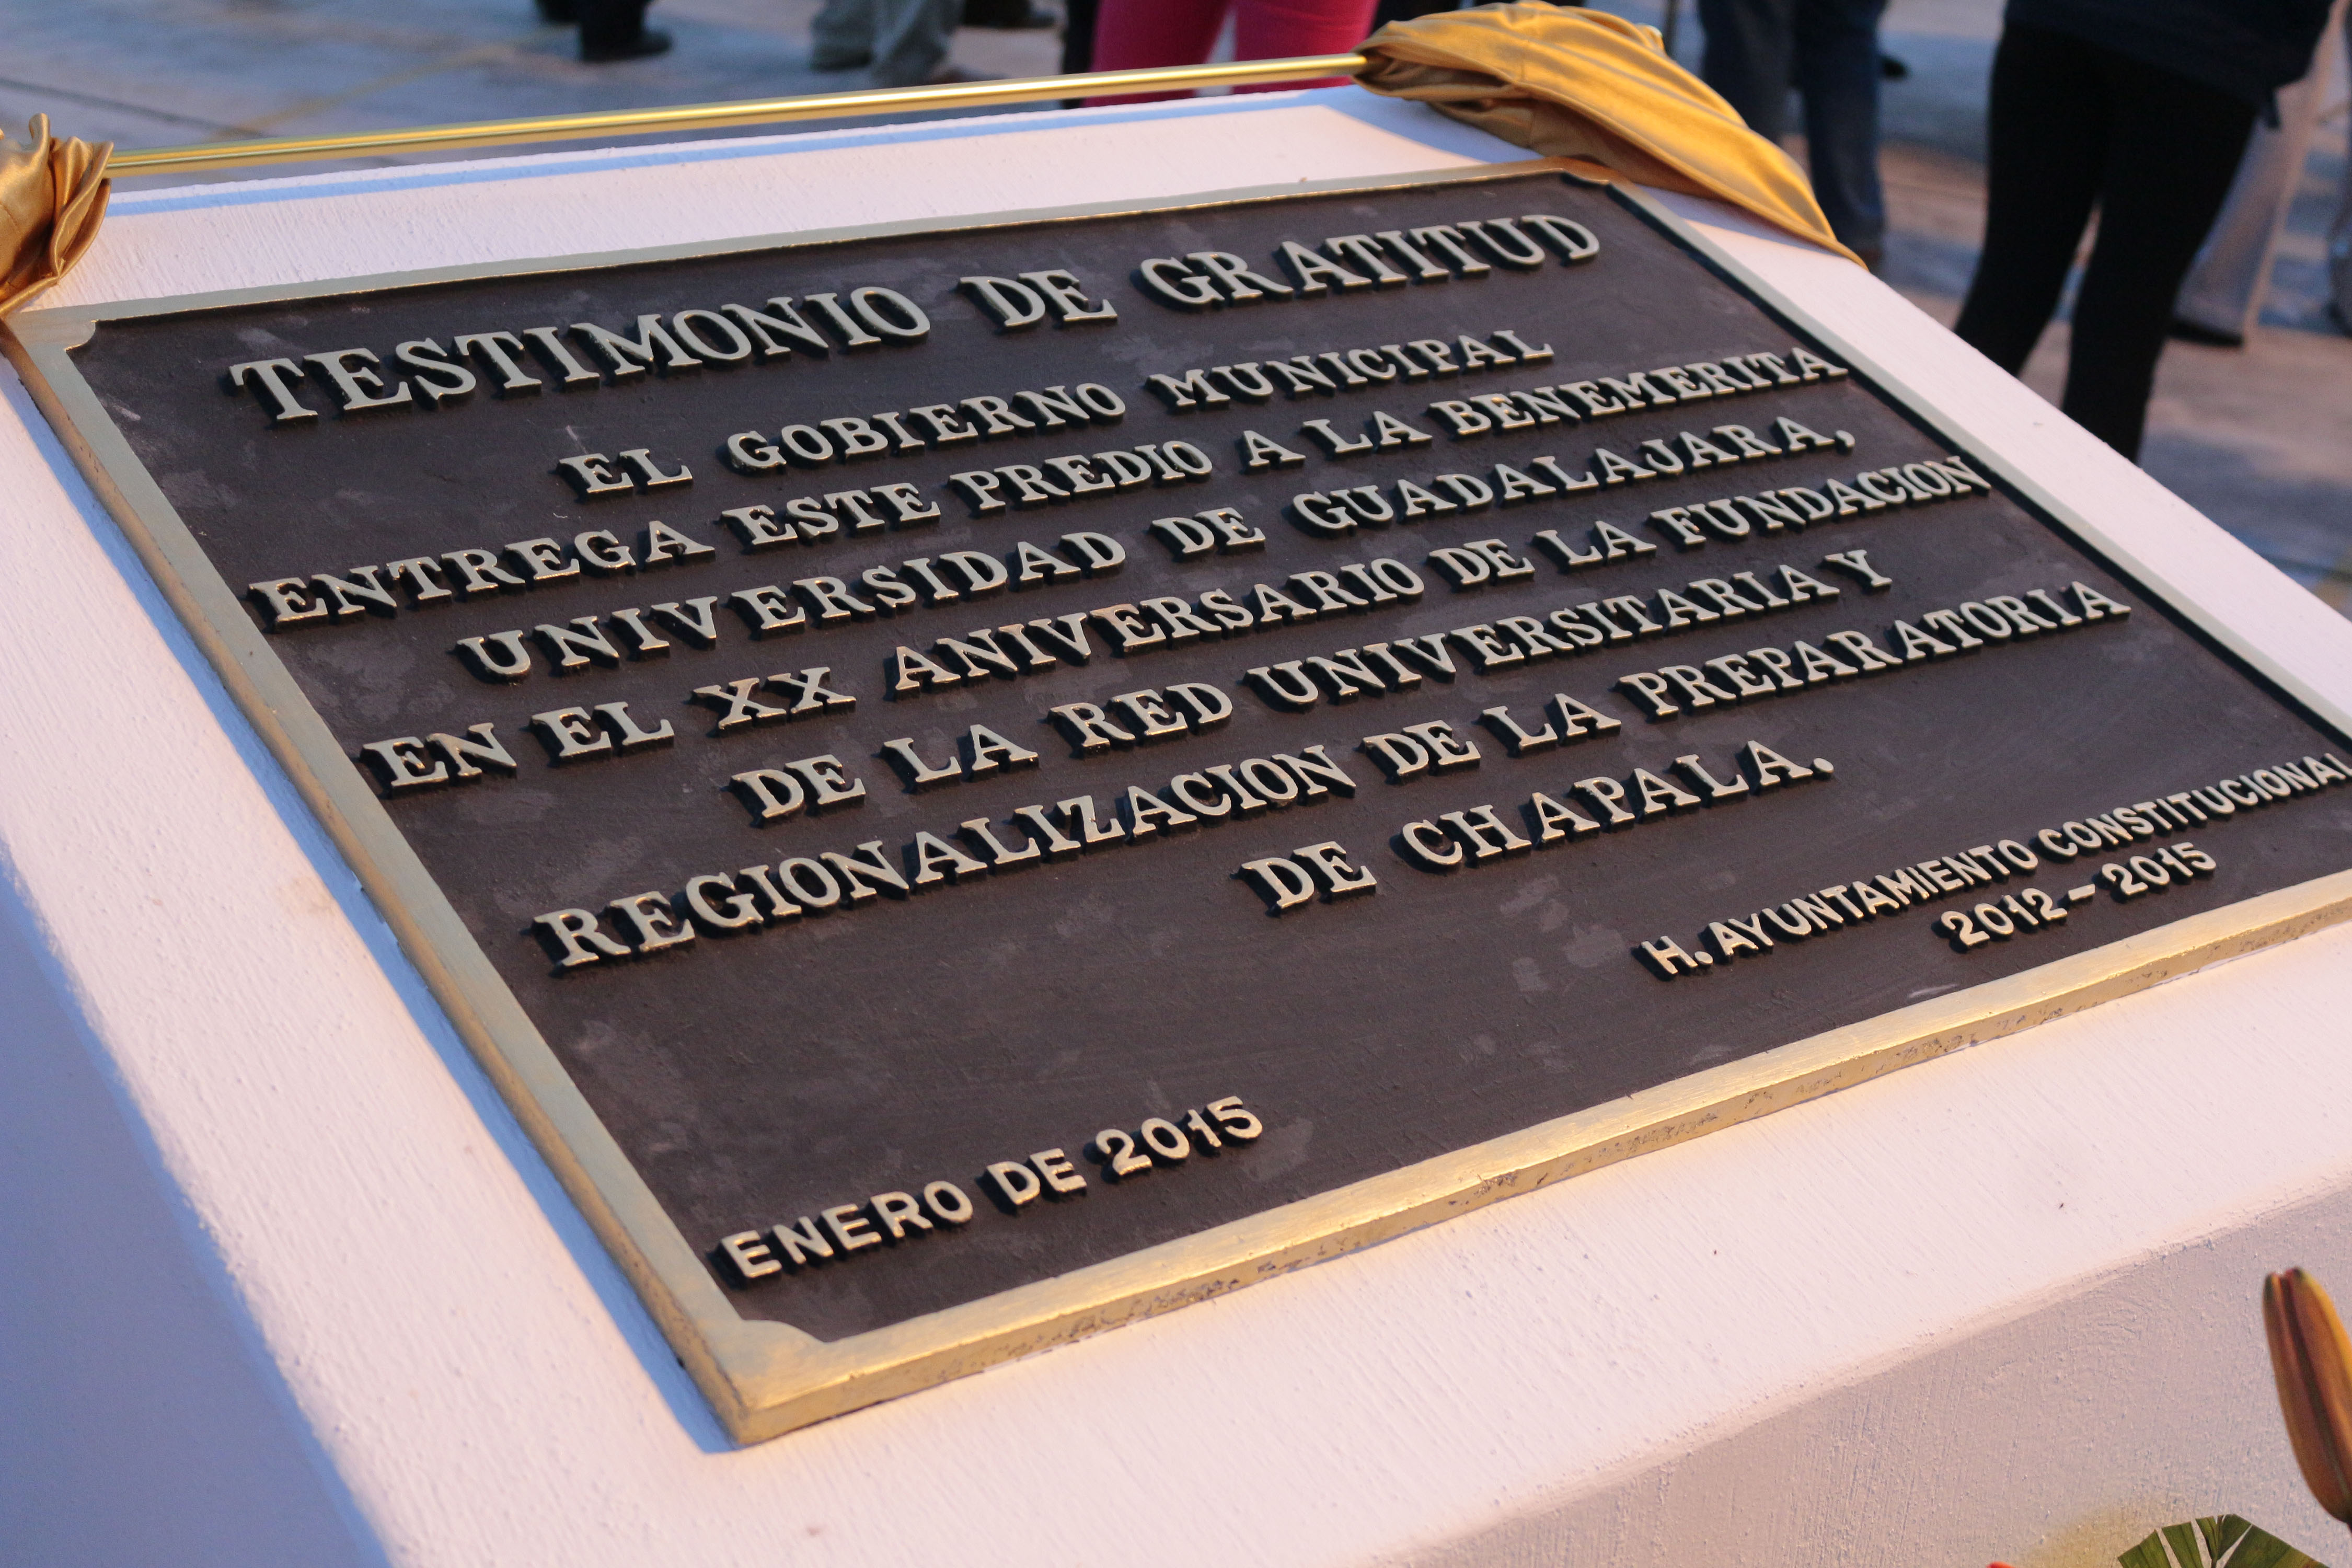 TESTIMONIO DE GRATITUD
EL GOBIERNO MUNICIPAL
ENTREGA ESTE PREDIO A LA BENEMERITA
UNIVERSIDAD DE GUADALAJARA,
EN EL XX ANIVERSARIO DE LA FUNDACION
DE LA RED UNIVERSITARIA Y
REGIONALIZACION DE LA PREPARATORIA
DE CHAPALA.
H. AYUNTAMIENTO CONSTITUCIONAL
2012 - 2015
ENERO DE 2015